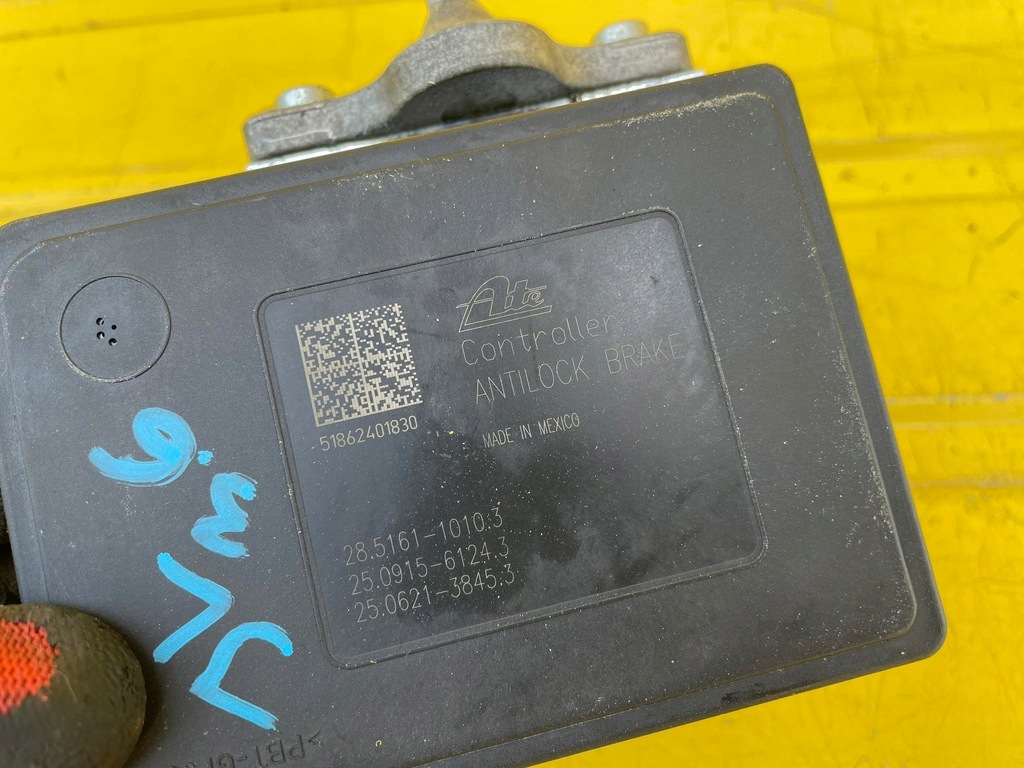 Ate
Controller
ANTILOCK BRAKE
51862401830
MADE IN MEXICO
28.5161-1010.3
25.0915-6124.3
25.0621-3845.3